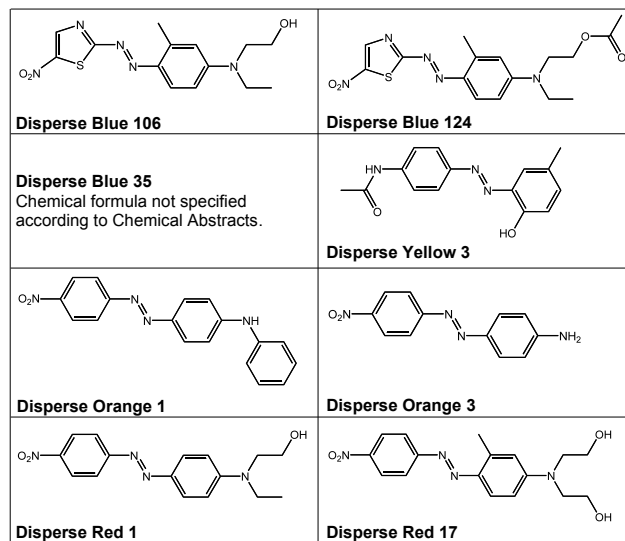 N
OH
N
N
O₂N
S
N
Disperse Blue 106
O
N
N
O
N
O₂N
S
N
Disperse Blue 124
Disperse Blue 35
Chemical formula not specified
according to Chemical Abstracts.
HN
N
N
O
HO
Disperse Yellow 3
O₂N
N
N
NH
Disperse Orange 1
O₂N
N
N
NH₂
Disperse Orange 3
OH
O₂N
N
N
N
Disperse Red 1
OH
O₂N
N
N
N
OH
Disperse Red 17